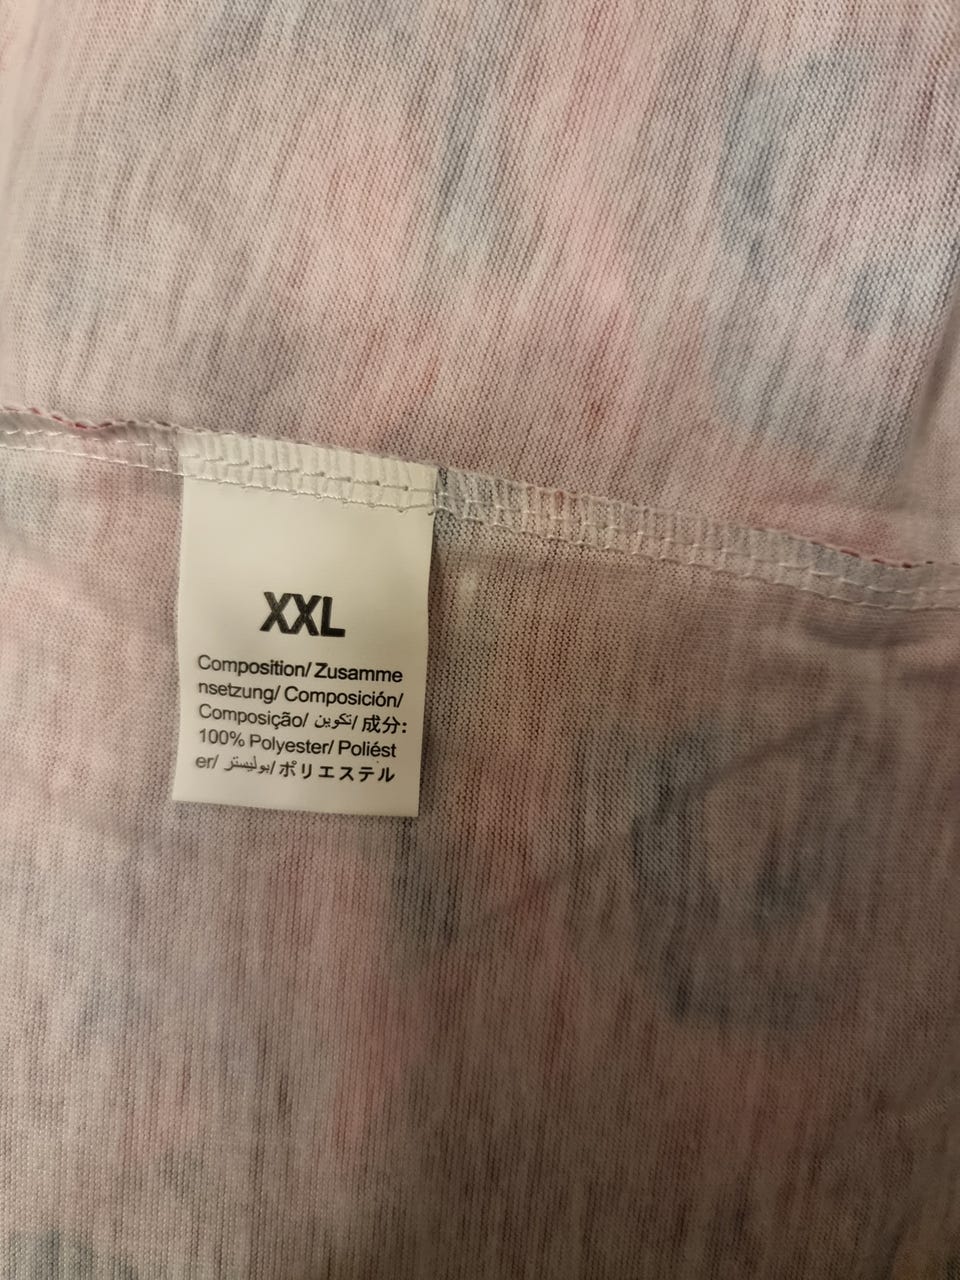 XXL
Composition/ Zusamme
nsetzung/ Composición/
Composição/ تكوين/ 成分:
100% Polyester/ Poliést
er/ بوليستر/ ポリエステル